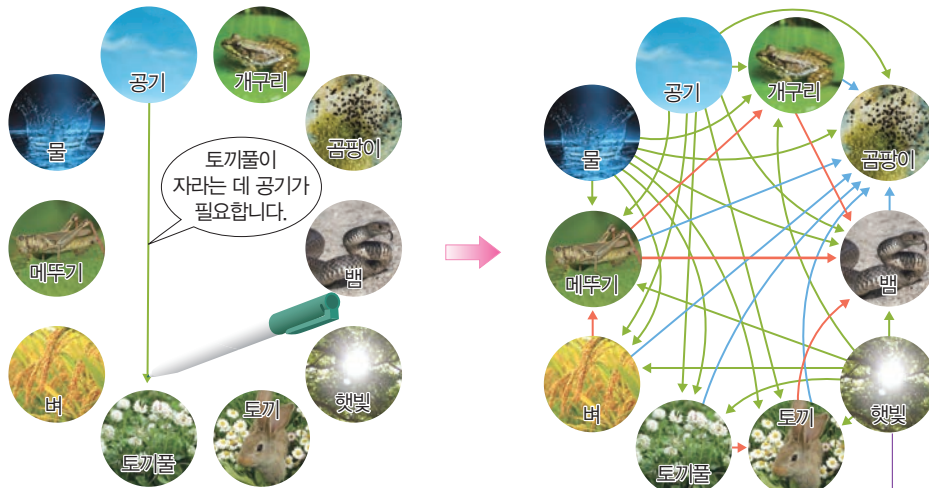 공기
개구리
물
곰팡이
토끼풀이
자라는 데 공기가
필요합니다.
메뚜기
뱀
벼
햇빛
토끼풀
토끼
공기
개구리
물
곰팡이
메뚜기
뱀
벼
햇빛
토끼풀
토끼